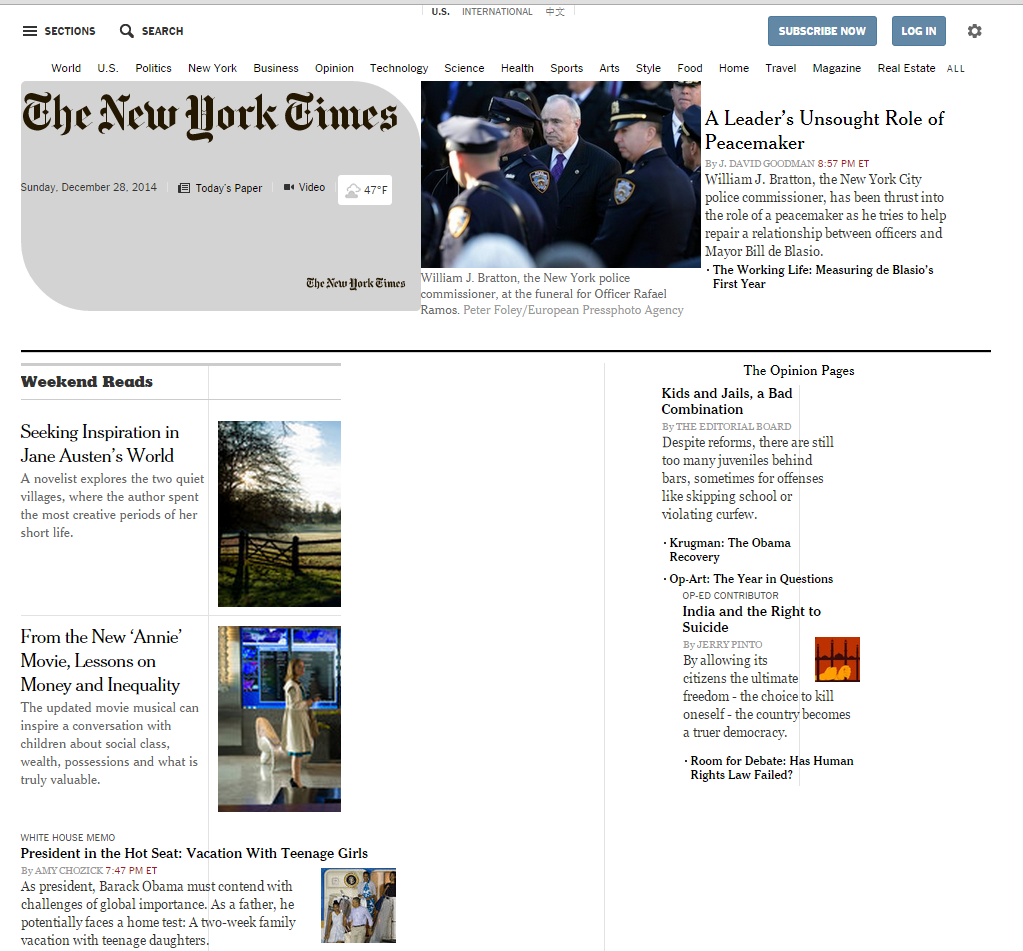 U.S. INTERNATIONAL 中文
SECTIONS SEARCH SUBSCRIBE NOW LOG IN
World U.S. Politics New York Business Opinion Technology Science Health Sports Arts Style Food Home Travel Magazine Real Estate ALL
The New York Times
Sunday, December 28, 2014 Today's Paper Video 47°F
The New York Times
William J. Bratton, the New York police
commissioner, at the funeral for Officer Rafael
Ramos. Peter Foley/European Pressphoto Agency
A Leader's Unsought Role of
Peacemaker
By J. DAVID GOODMAN 8:57 PM ET
William J. Bratton, the New York City
police commissioner, has been thrust into
the role of a peacemaker as he tries to help
repair a relationship between officers and
Mayor Bill de Blasio.
· The Working Life: Measuring de Blasio's
First Year
Weekend Reads
Seeking Inspiration in
Jane Austen's World
A novelist explores the two quiet
villages, where the author spent
the most creative periods of her
short life.
From the New 'Annie'
Movie, Lessons on
Money and Inequality
The updated movie musical can
inspire a conversation with
children about social class,
wealth, possessions and what is
truly valuable.
WHITE HOUSE MEMO
President in the Hot Seat: Vacation With Teenage Girls
By AMY CHOZICK 7:47 PM ET
As president, Barack Obama must contend with
challenges of global importance. As a father, he
potentially faces a home test: A two-week family
vacation with teenage daughters.
The Opinion Pages
Kids and Jails, a Bad
Combination
By THE EDITORIAL BOARD
Despite reforms, there are still
too many juveniles behind
bars, sometimes for offenses
like skipping school or
violating curfew.
· Krugman: The Obama
Recovery
· Op-Art: The Year in Questions
OP-ED CONTRIBUTOR
India and the Right to
Suicide
By JERRY PINTO
By allowing its
citizens the ultimate
freedom - the choice to kill
oneself - the country becomes
a truer democracy.
· Room for Debate: Has Human
Rights Law Failed?